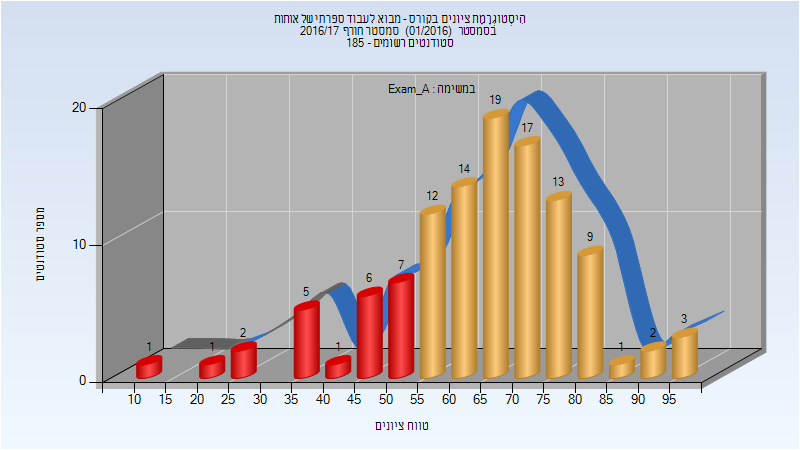 היסטוגרמת ציונים בקורס - מבוא לעבוד ספרתי של אותות
בסמסטר (01/2016) סמסטר חורף 2016/17
סטודנטים רשומים - 185
במשימה : Exam_A
20
10
0
מספר סטודנטים
1
1
2
5
1
6
7
12
14
19
17
13
9
1
2
3
10 15 20 25 30 35 40 45 50 55 60 65 70 75 80 85 90 95
טווח ציונים